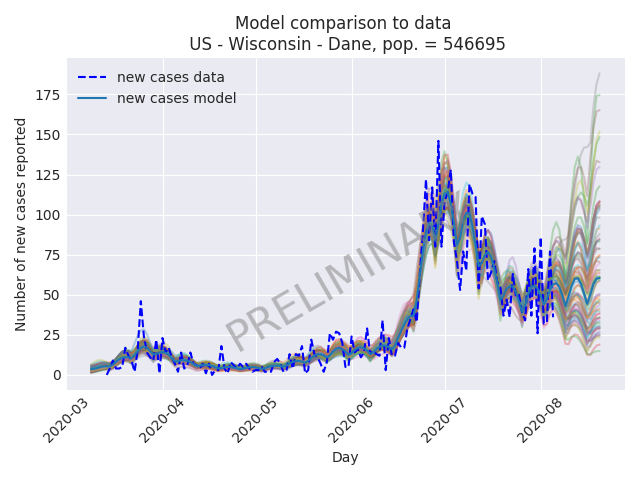 Model comparison to data
US - Wisconsin - Dane, pop. = 546695
new cases data
new cases model
Number of new cases reported
175
150
125
100
75
50
25
0
PRELIMINARY
2020-03
2020-04
2020-05
2020-06
2020-07
2020-08
Day